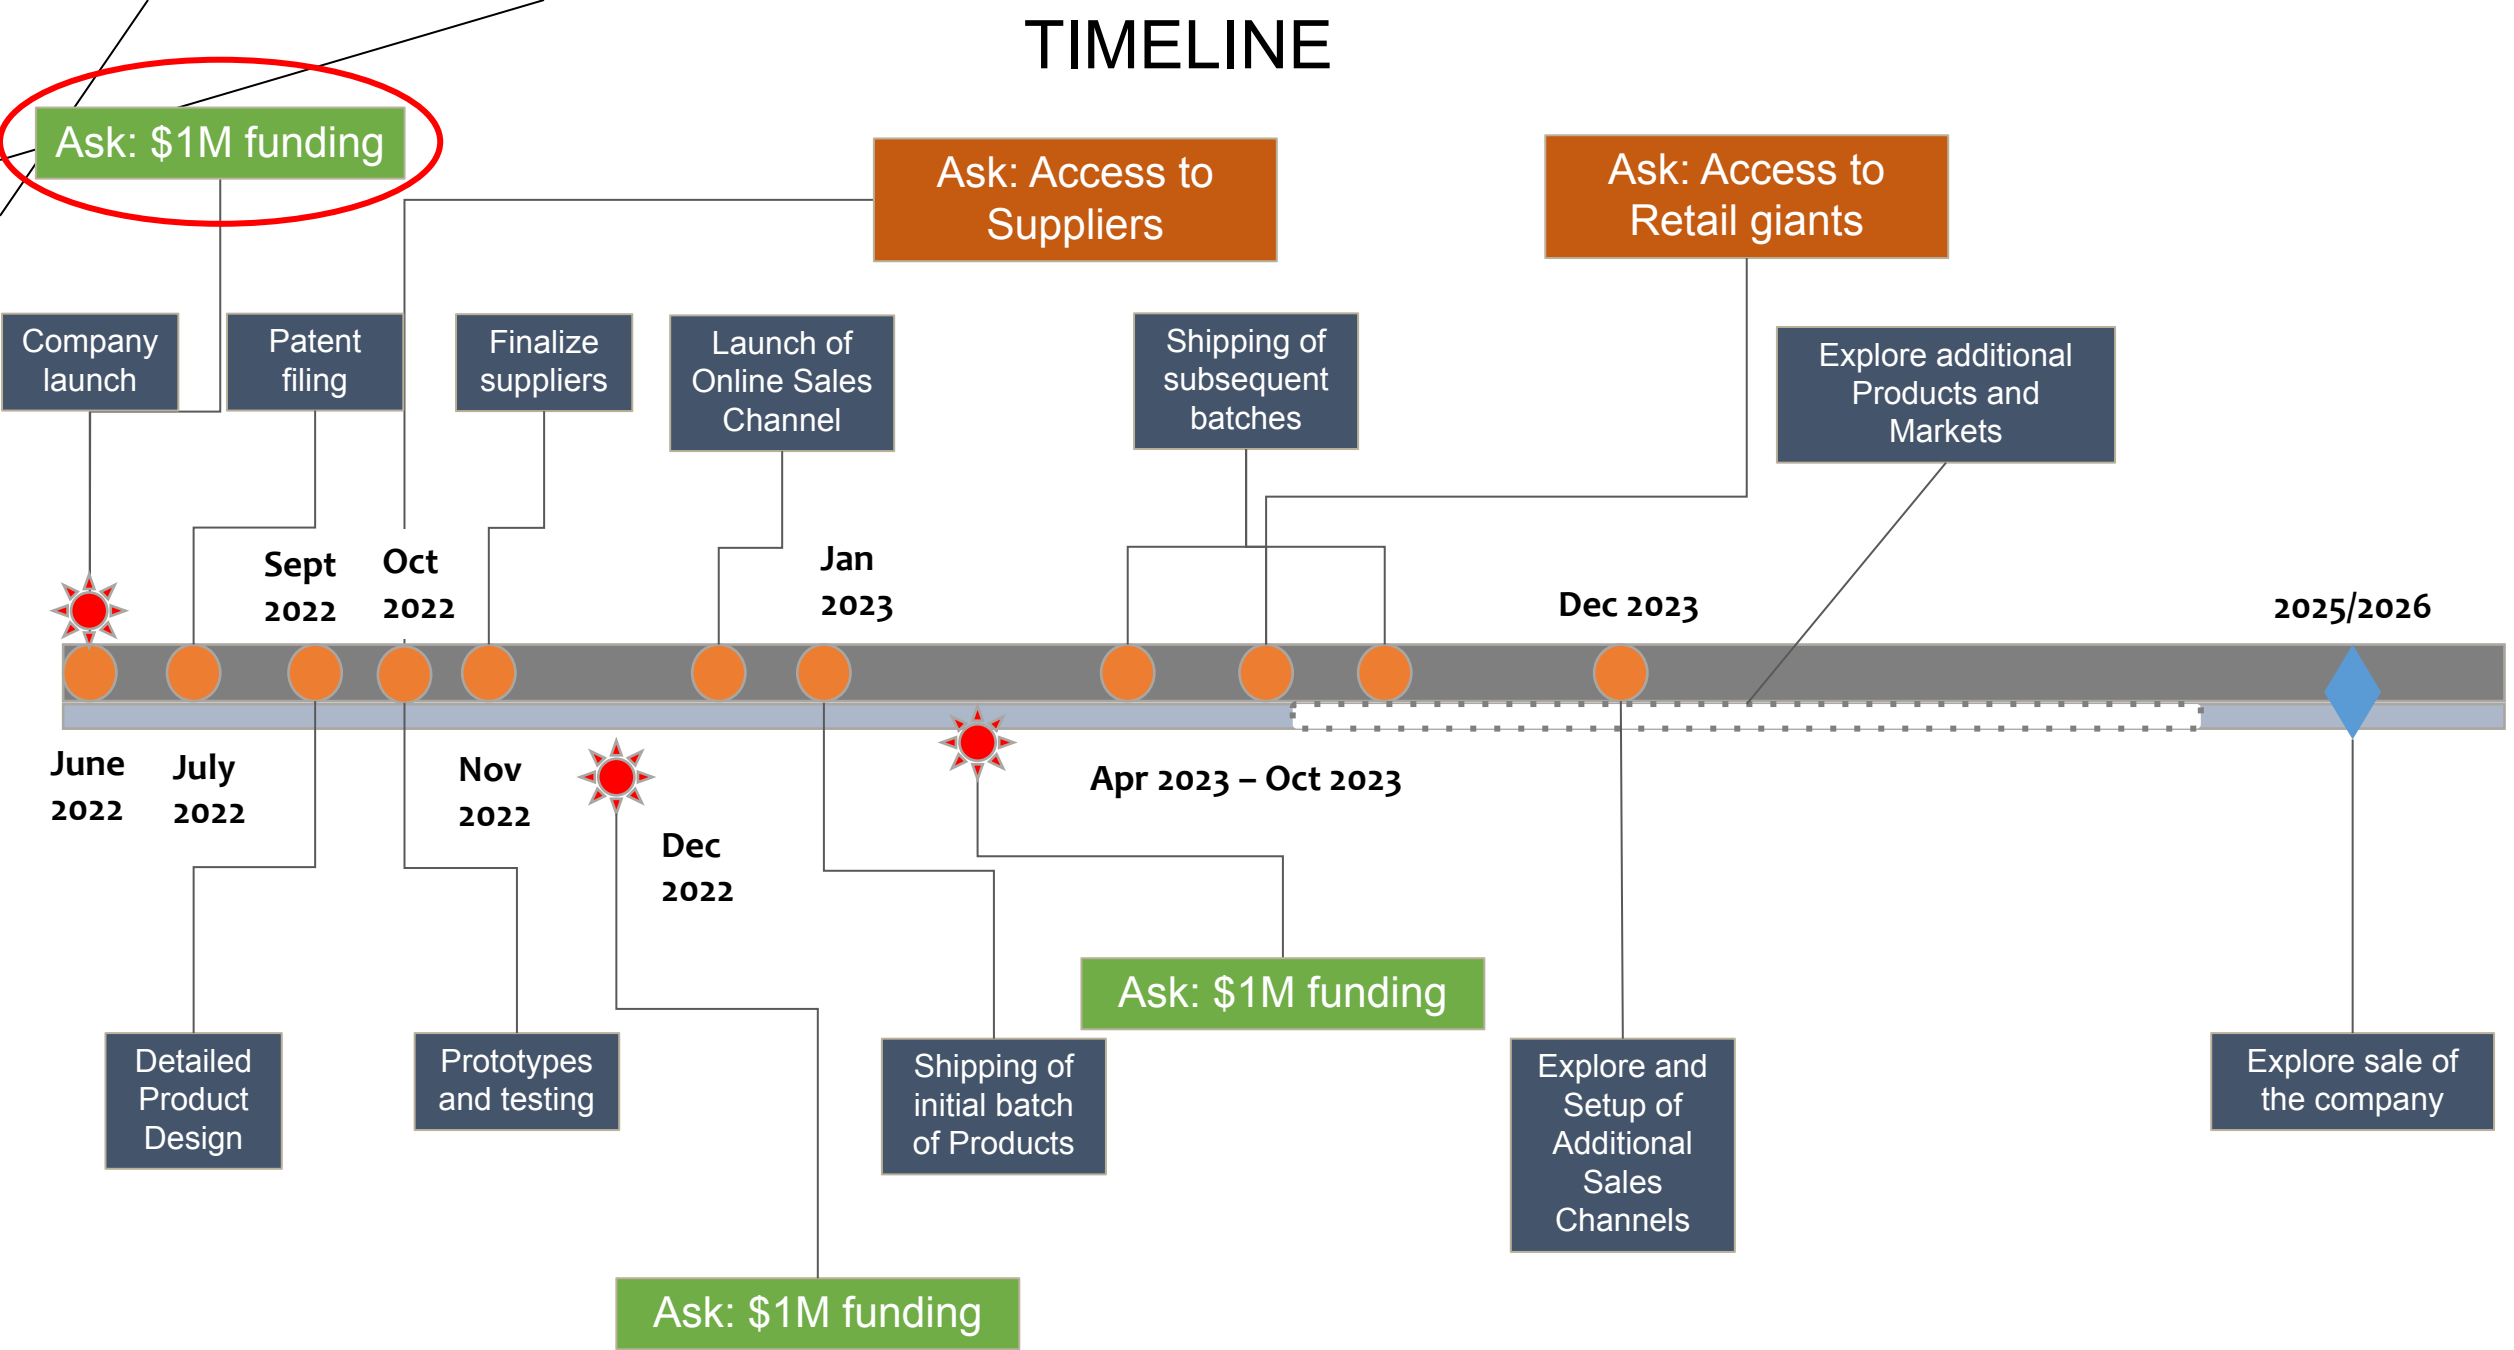 TIMELINE
Ask: $1M funding
Ask: Access to
Suppliers
Ask: Access to
Retail giants
Company
launch
Patent
filing
Finalize
suppliers
Launch of
Online Sales
Channel
Shipping of
subsequent
batches
Explore additional
Products and
Markets
Sept
2022
Oct
2022
Jan
2023
Dec 2023
2025/2026
June
2022
July
2022
Nov
2022
Dec
2022
Apr 2023 – Oct 2023
Ask: $1M funding
Detailed
Product
Design
Prototypes
and testing
Shipping of
initial batch
of Products
Explore and
Setup of
Additional
Sales
Channels
Explore sale of
the company
Ask: $1M funding